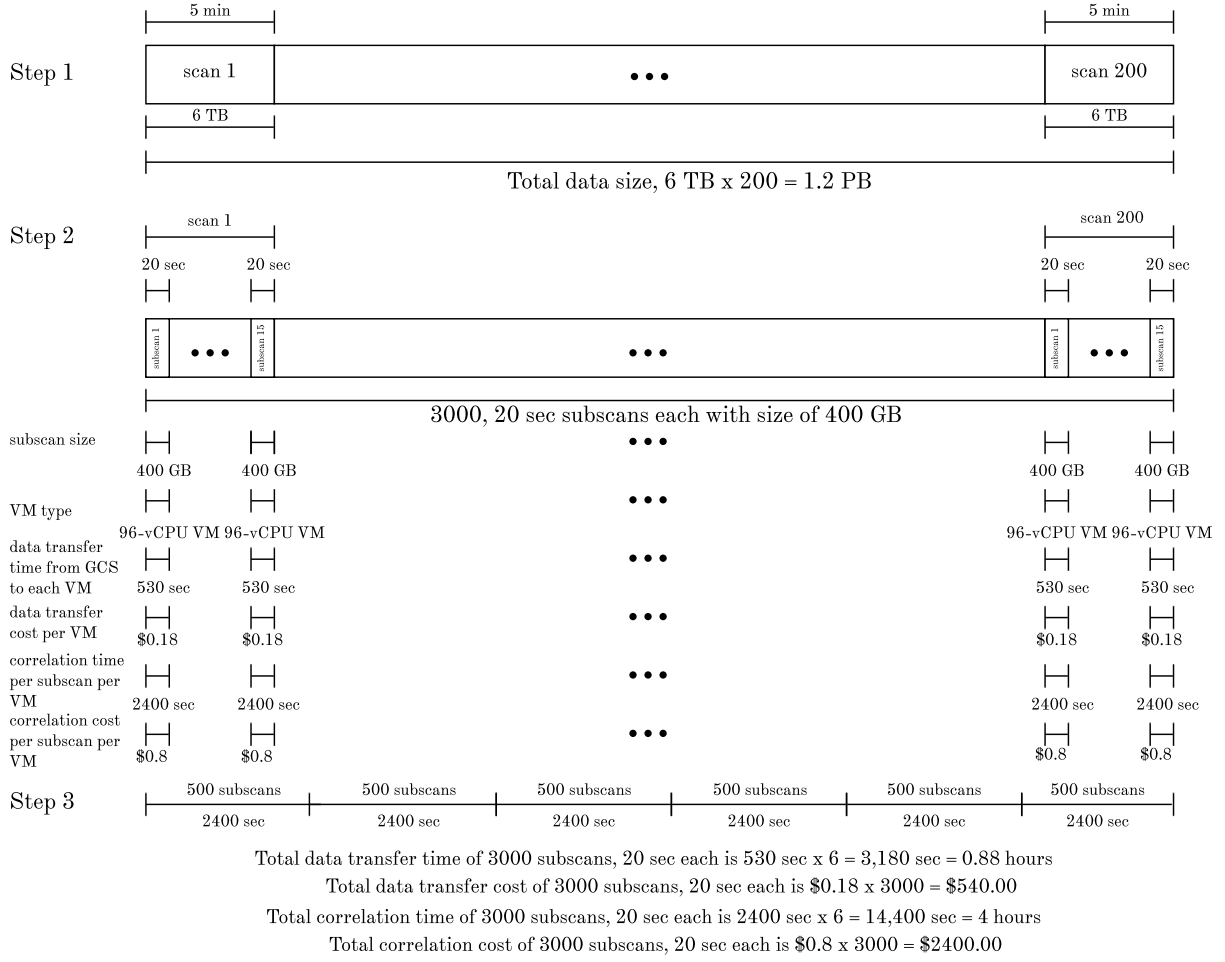 5 min 5 min
Step 1 scan 1 scan 200
6 TB 6 TB
Total data size, 6 TB x 200 = 1.2 PB
Step 2 scan 1 scan 200
20 sec 20 sec 20 sec 20 sec
subscan 1 subscan 15 subscan 1 subscan 15
3000, 20 sec subscans each with size of 400 GB
subscan size
400 GB 400 GB 400 GB 400 GB
VM type
96-vCPU VM 96-vCPU VM 96-vCPU VM 96-vCPU VM
data transfer
time from GCS
to each VM
530 sec 530 sec 530 sec 530 sec
data transfer
cost per VM
$0.18 $0.18 $0.18 $0.18
correlation time
per subscan per
VM
2400 sec 2400 sec 2400 sec 2400 sec
correlation cost
per subscan per
VM
$0.8 $0.8 $0.8 $0.8
Step 3
500 subscans 500 subscans 500 subscans 500 subscans 500 subscans 500 subscans
2400 sec 2400 sec 2400 sec 2400 sec 2400 sec 2400 sec
Total data transfer time of 3000 subscans, 20 sec each is 530 sec x 6 = 3,180 sec = 0.88 hours
Total data transfer cost of 3000 subscans, 20 sec each is $0.18 x 3000 = $540.00
Total correlation time of 3000 subscans, 20 sec each is 2400 sec x 6 = 14,400 sec = 4 hours
Total correlation cost of 3000 subscans, 20 sec each is $0.8 x 3000 = $2400.00